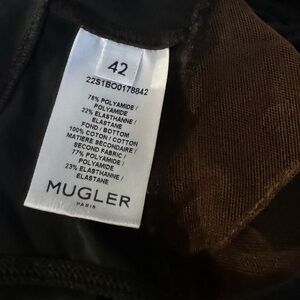 42
22S1BO0178842
78% POLYAMIDE /
POLYAMIDE
22% ELASTHANNE /
ELASTANE
FOND / BOTTOM
100% COTON / COTTON
MATIERE SECONDAIRE /
SECOND FABRIC /
77% POLYAMIDE /
POLYAMIDE
23% ELASTHANNE /
ELASTANE
MUGLER
PARIS